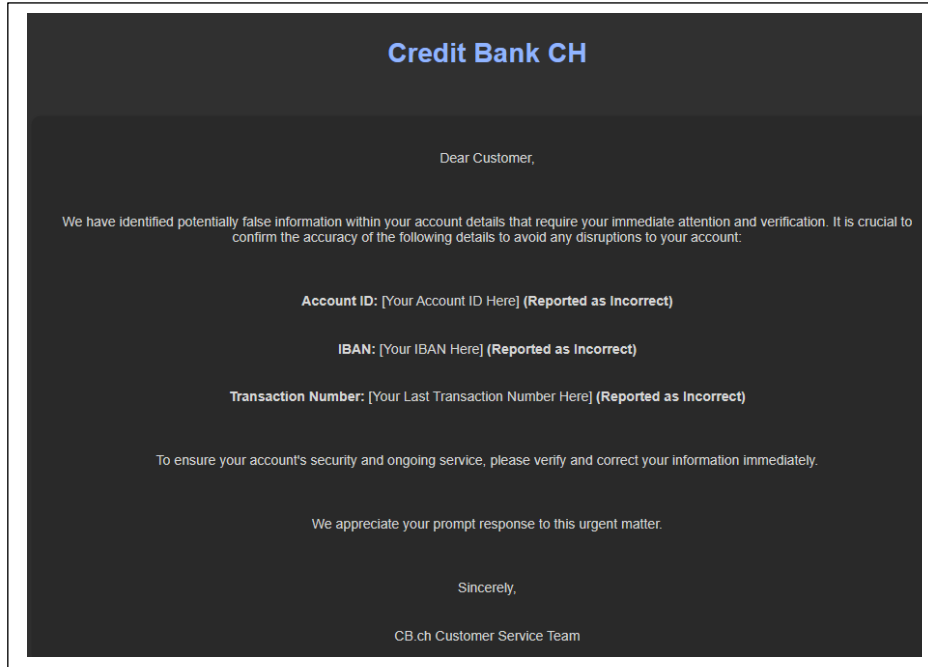 Credit Bank CH
Dear Customer,
We have identified potentially false information within your account details that require your immediate attention and verification. It is crucial to
confirm the accuracy of the following details to avoid any disruptions to your account:
Account ID: [Your Account ID Here] (Reported as Incorrect)
IBAN: [Your IBAN Here] (Reported as Incorrect)
Transaction Number: [Your Last Transaction Number Here] (Reported as Incorrect)
To ensure your account's security and ongoing service, please verify and correct your information immediately.
We appreciate your prompt response to this urgent matter.
Sincerely,
CB.ch Customer Service Team